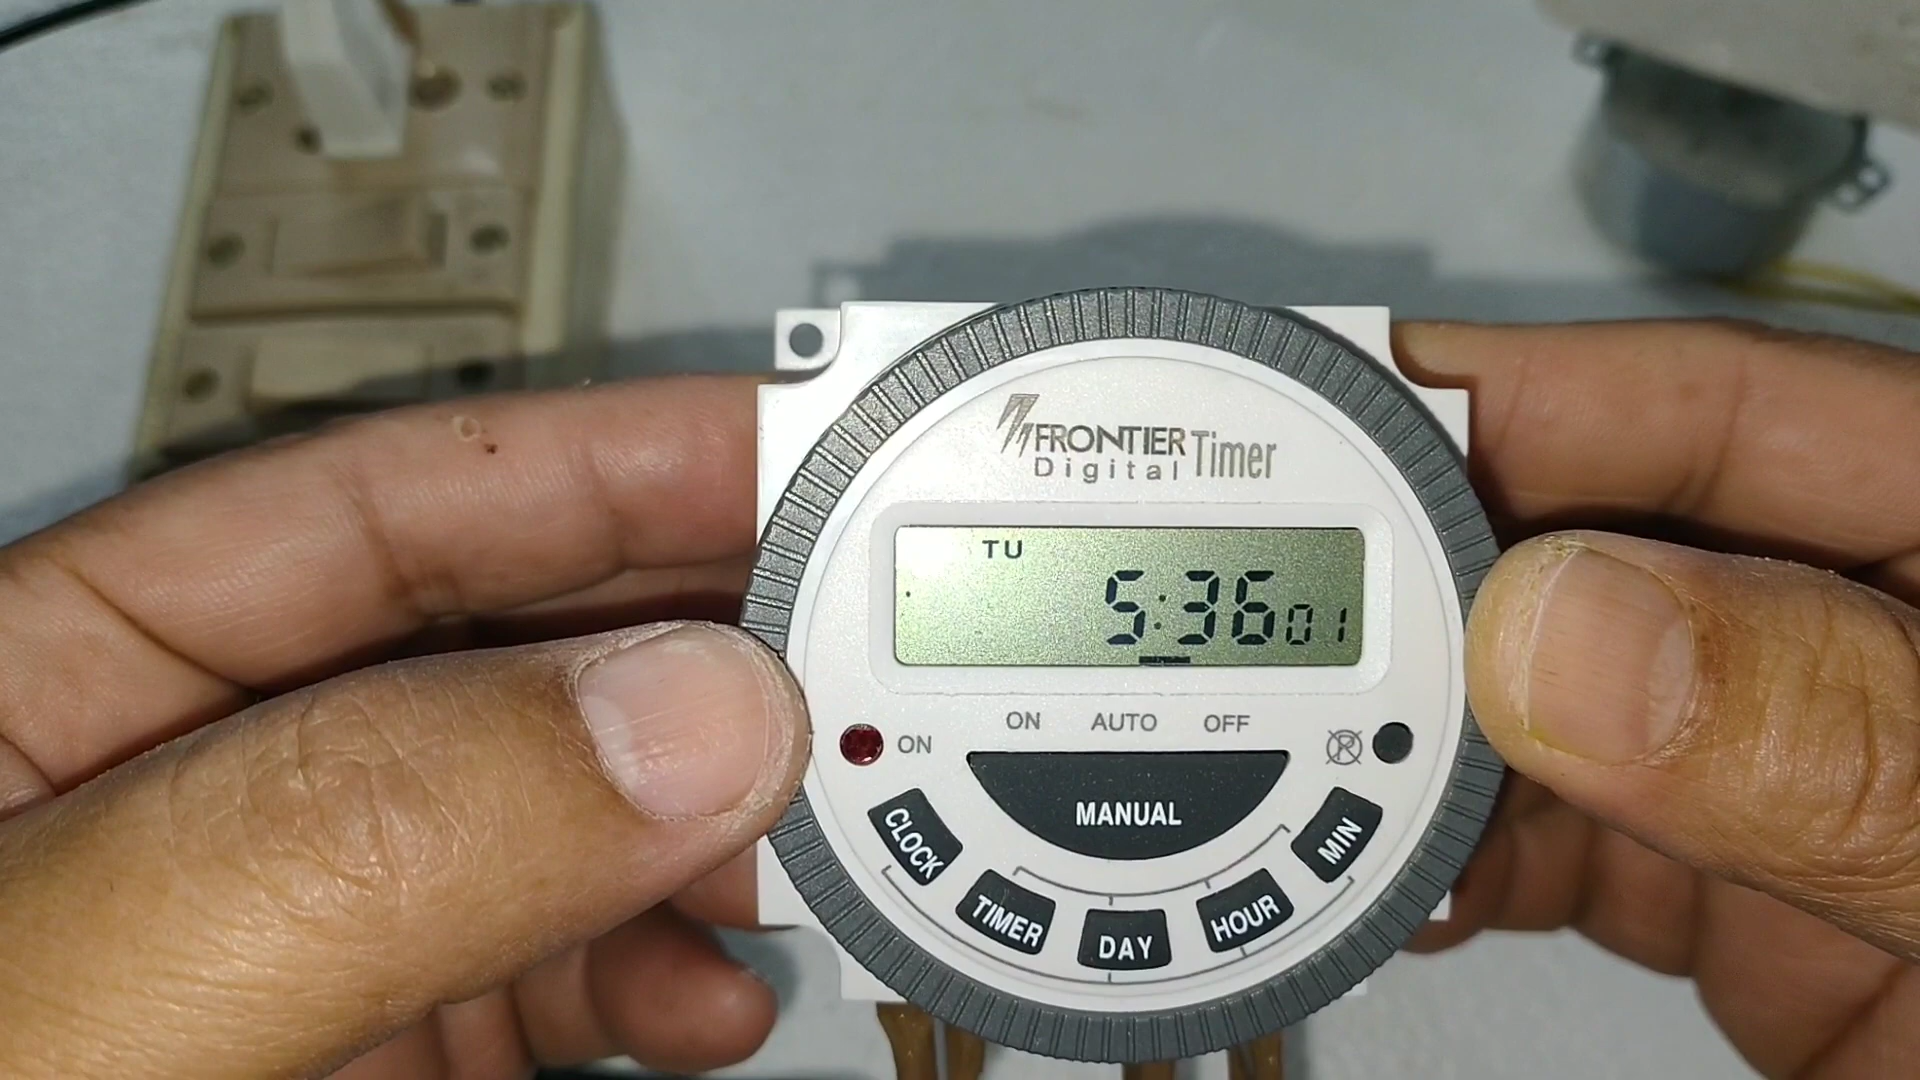 FRONTIER Timer
Digital
TU
5:36 01
ON AUTO OFF
ON
MANUAL
CLOCK
TIMER
DAY
HOUR
MIN